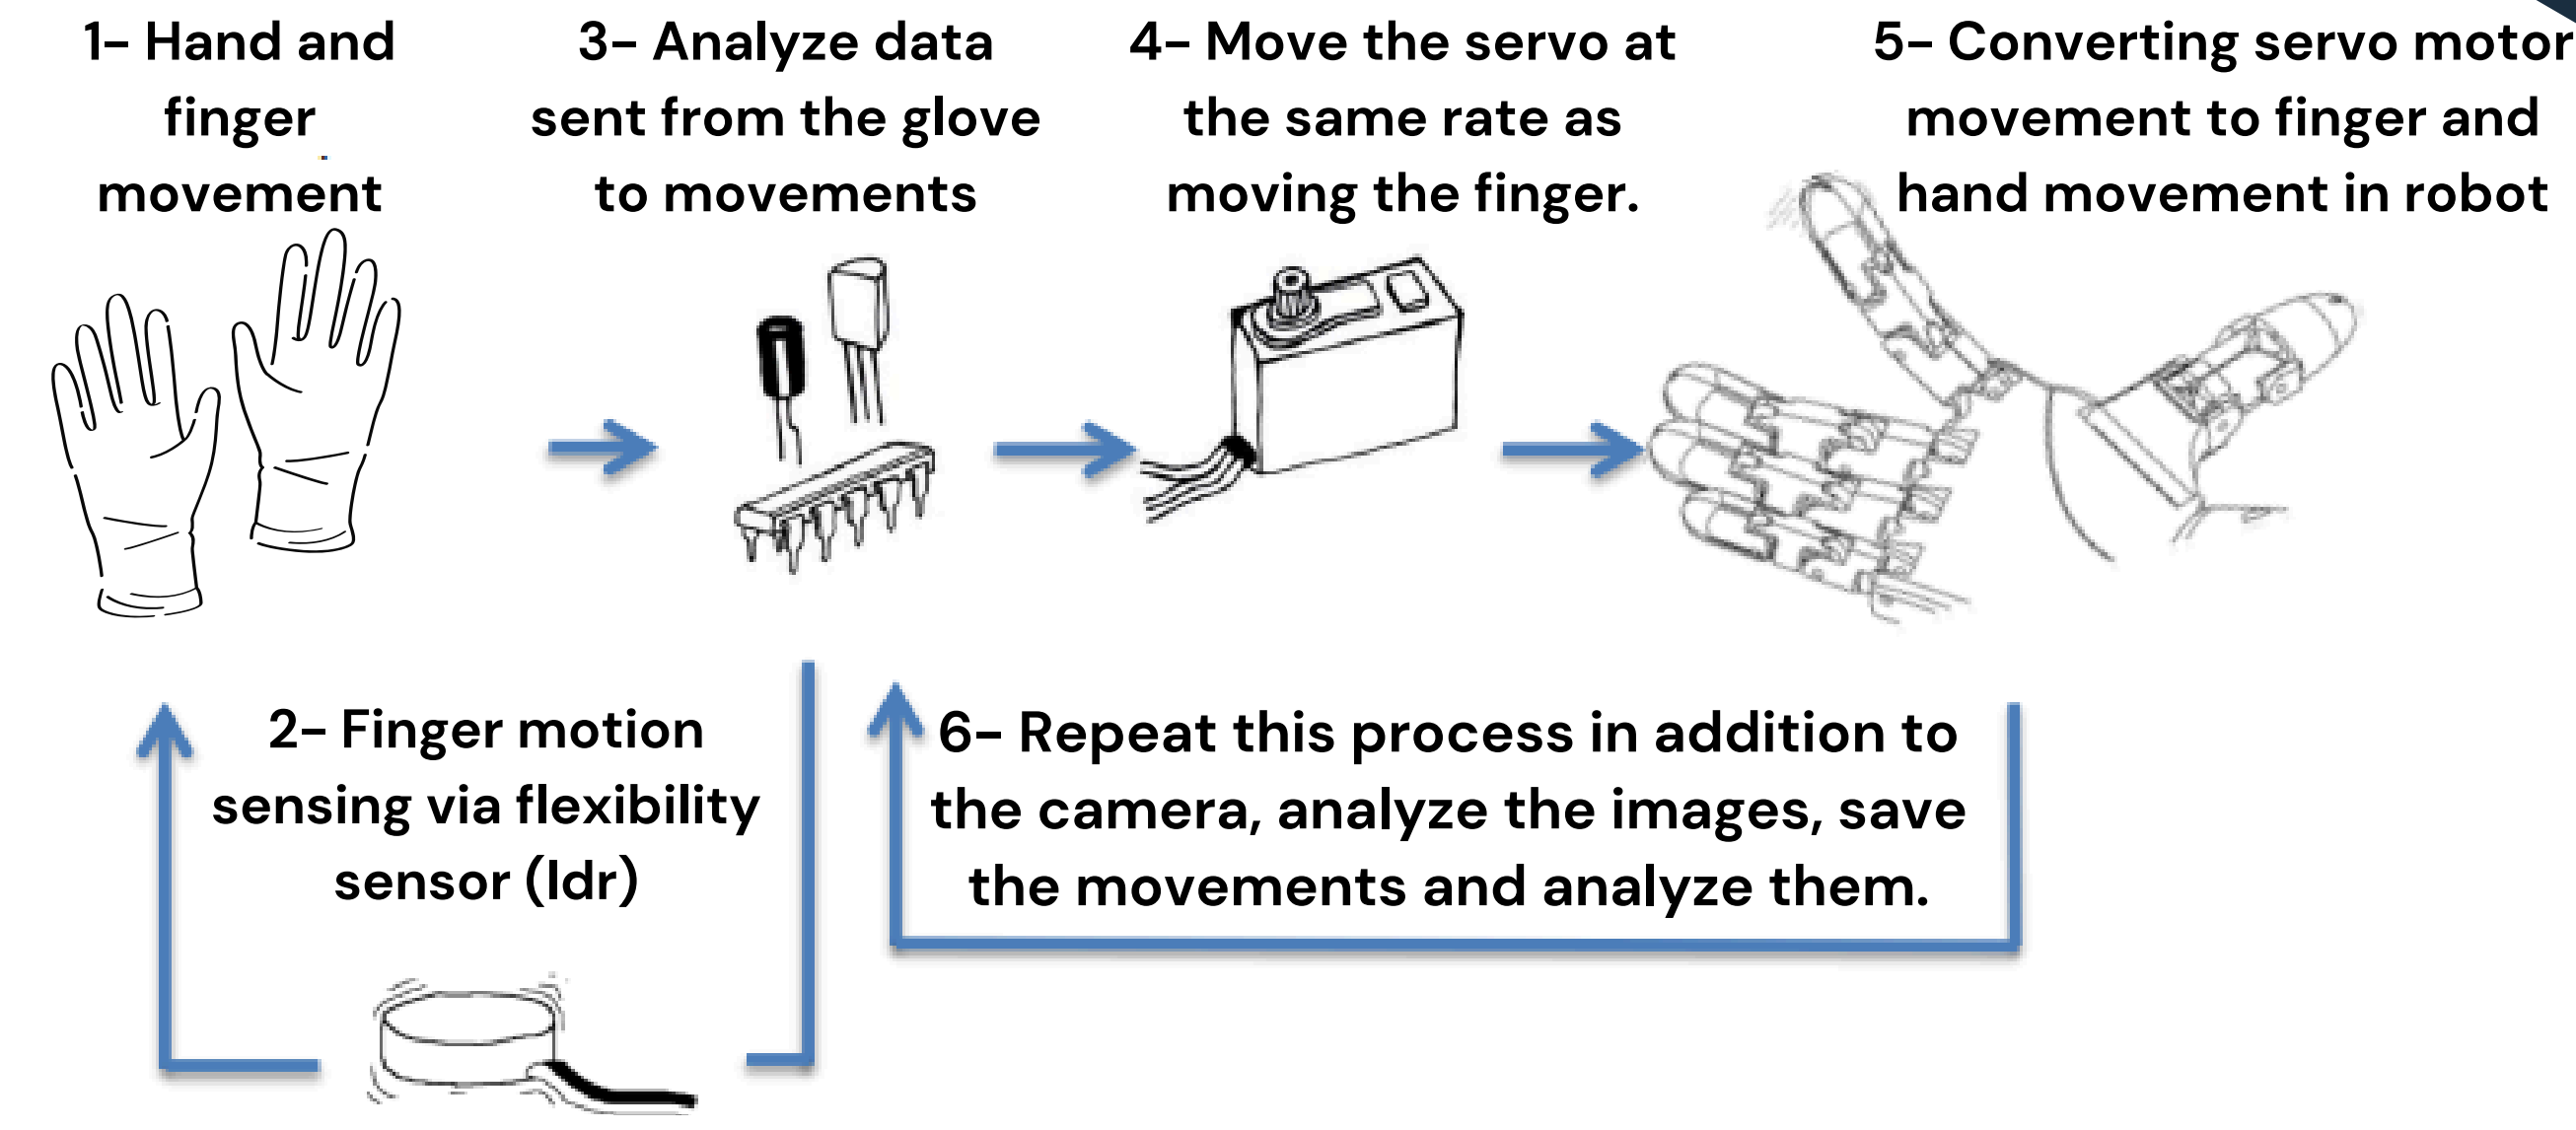 1- Hand and
finger
movement
3- Analyze data
sent from the glove
to movements
4- Move the servo at
the same rate as
moving the finger.
5- Converting servo motor
movement to finger and
hand movement in robot
2- Finger motion
sensing via flexibility
sensor (ldr)
6- Repeat this process in addition to
the camera, analyze the images, save
the movements and analyze them.